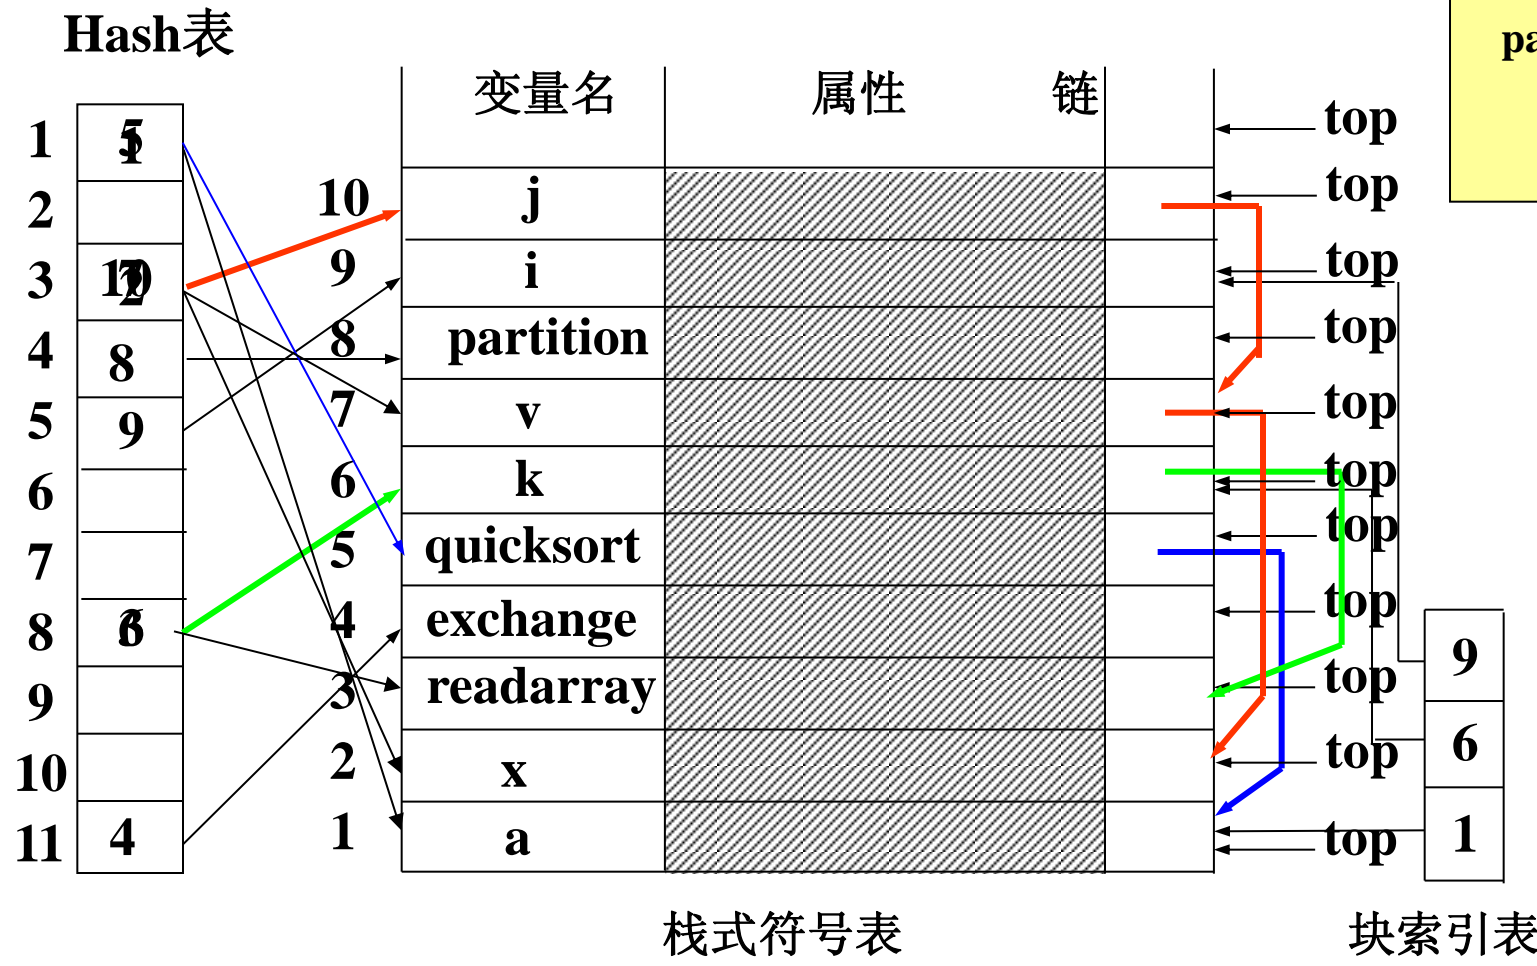 Hash表
pa
变量名 属性 链
top
1
10 j top
2
9 i top
3
8 partition top
4 8
7 v top
5 9
6 k top
6
5 quicksort top
7
4 exchange top
8
3 readarray top
9 9
2 x top
10 6
1 a top
11 4 1
栈式符号表 块索引表